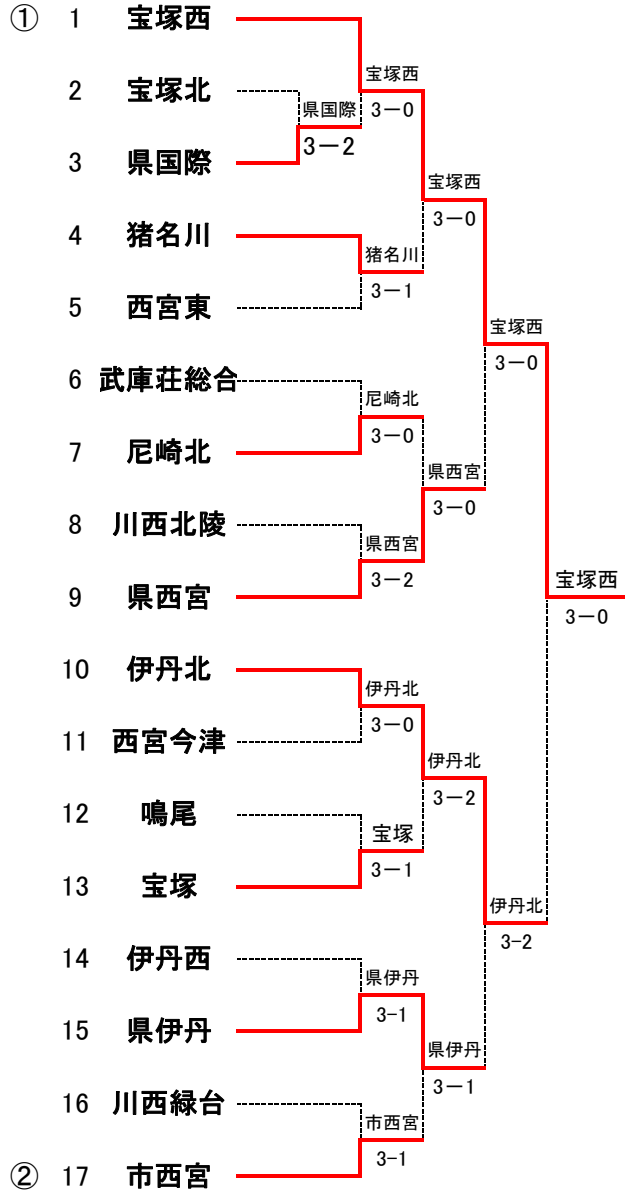 ① 1 宝塚西
宝塚西
3－0
2 宝塚北
県国際
3－2
3 県国際
宝塚西
3－0
4 猪名川
猪名川
3－1
5 西宮東
宝塚西
3－0
6 武庫荘総合
尼崎北
3－0
7 尼崎北
県西宮
3－0
8 川西北陵
県西宮
3－2
9 県西宮
宝塚西
3－0
10 伊丹北
伊丹北
3－0
11 西宮今津
伊丹北
3－2
12 鳴尾
宝塚
3－1
13 宝塚
伊丹北
3-2
14 伊丹西
県伊丹
3-1
15 県伊丹
県伊丹
3－1
16 川西緑台
市西宮
3-1
② 17 市西宮